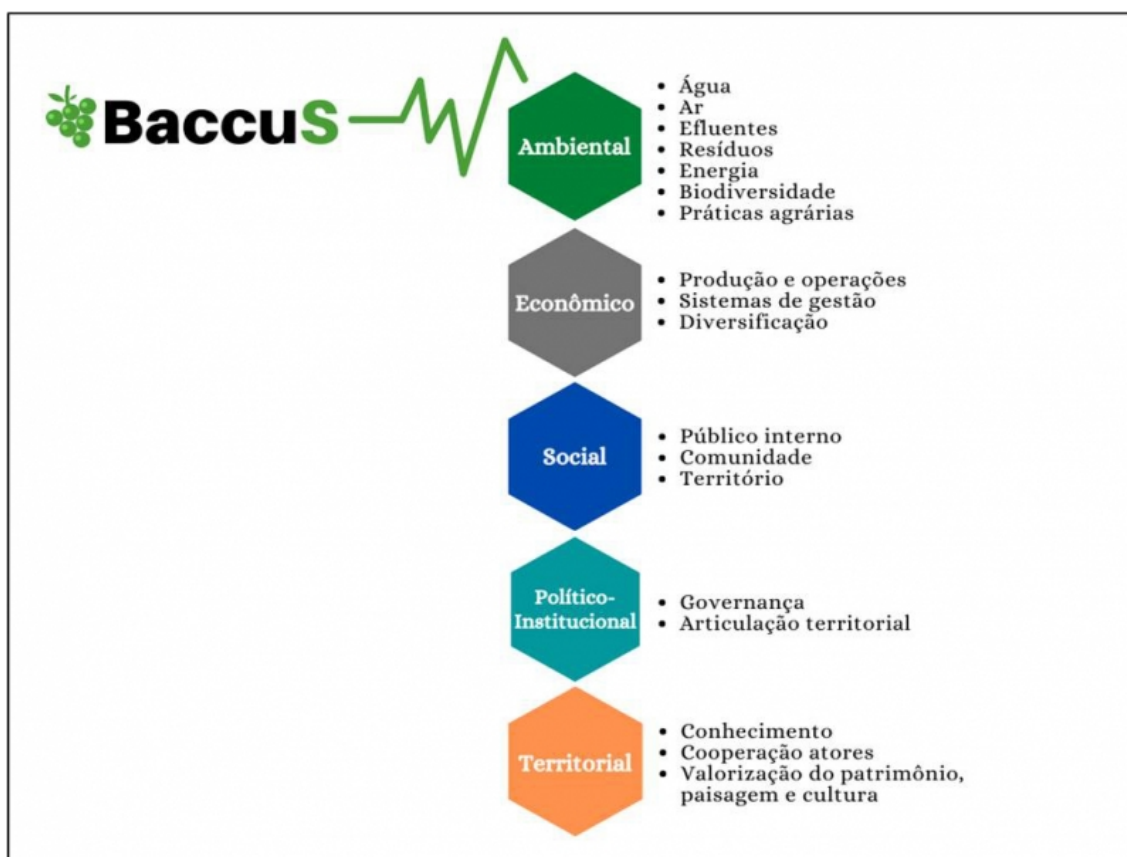 BaccuS
Ambiental
• Água
• Ar
• Efluentes
• Resíduos
• Energia
• Biodiversidade
• Práticas agrárias
Econômico
• Produção e operações
• Sistemas de gestão
• Diversificação
Social
• Público interno
• Comunidade
• Território
Político-
Institucional
• Governança
• Articulação territorial
Territorial
• Conhecimento
• Cooperação atores
• Valorização do patrimônio,
paisagem e cultura